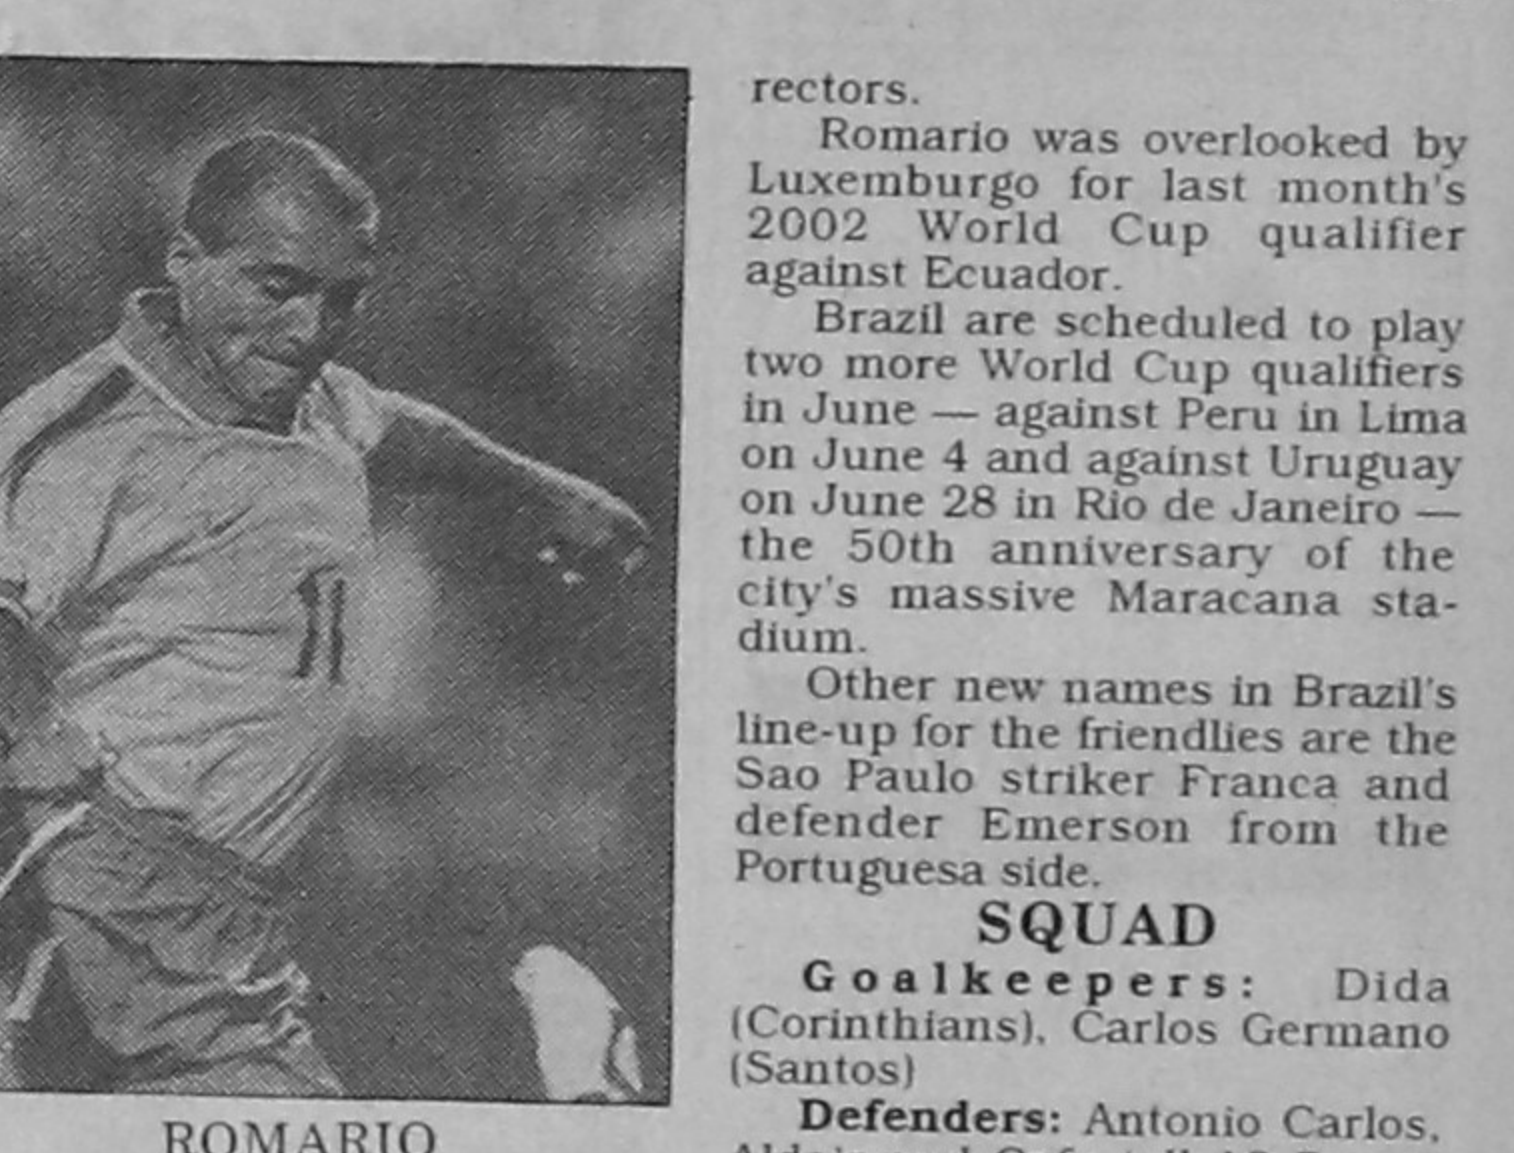 rectors.
Romario was overlooked by
Luxemburgo for last month's
2002 World Cup qualifier
against Ecuador.
Brazil are scheduled to play
two more World Cup qualifiers
in June — against Peru in Lima
on June 4 and against Uruguay
on June 28 in Rio de Janeiro —
the 50th anniversary of the
city's massive Maracana sta-
dium.
Other new names in Brazil's
line-up for the friendlies are the
Sao Paulo striker Franca and
defender Emerson from the
Portuguesa side.
SQUAD
Goalkeepers: Dida
(Corinthians), Carlos Germano
(Santos)
Defenders: Antonio Carlos,
11
ROMARIO